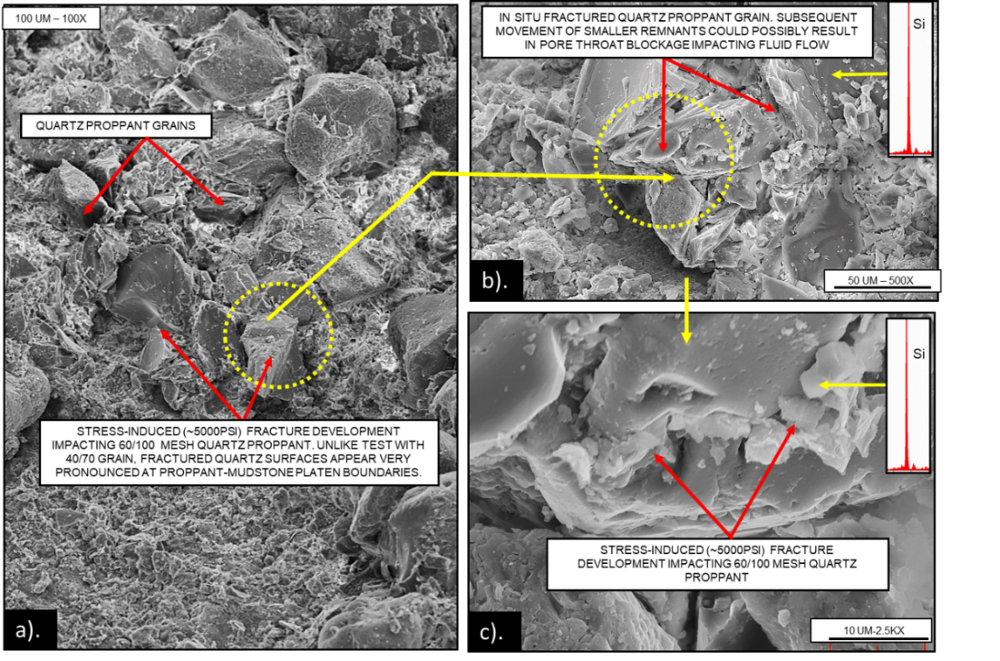 100 UM – 100X
QUARTZ PROPPANT GRAINS
STRESS-INDUCED (~5000PSI) FRACTURE DEVELOPMENT
IMPACTING 60/100 MESH QUARTZ PROPPANT. UNLIKE TEST WITH
40/70 GRAIN, FRACTURED QUARTZ SURFACES APPEAR VERY
PRONOUNCED AT PROPPANT-MUDSTONE PLATEN BOUNDARIES.
a).
IN SITU FRACTURED QUARTZ PROPPANT GRAIN. SUBSEQUENT
MOVEMENT OF SMALLER REMNANTS COULD POSSIBLY RESULT
IN PORE THROAT BLOCKAGE IMPACTING FLUID FLOW
Si
50 UM – 500X
b).
Si
STRESS-INDUCED (~5000PSI) FRACTURE
DEVELOPMENT IMPACTING 60/100 MESH QUARTZ
PROPPANT
10 UM-2.5KX
c).